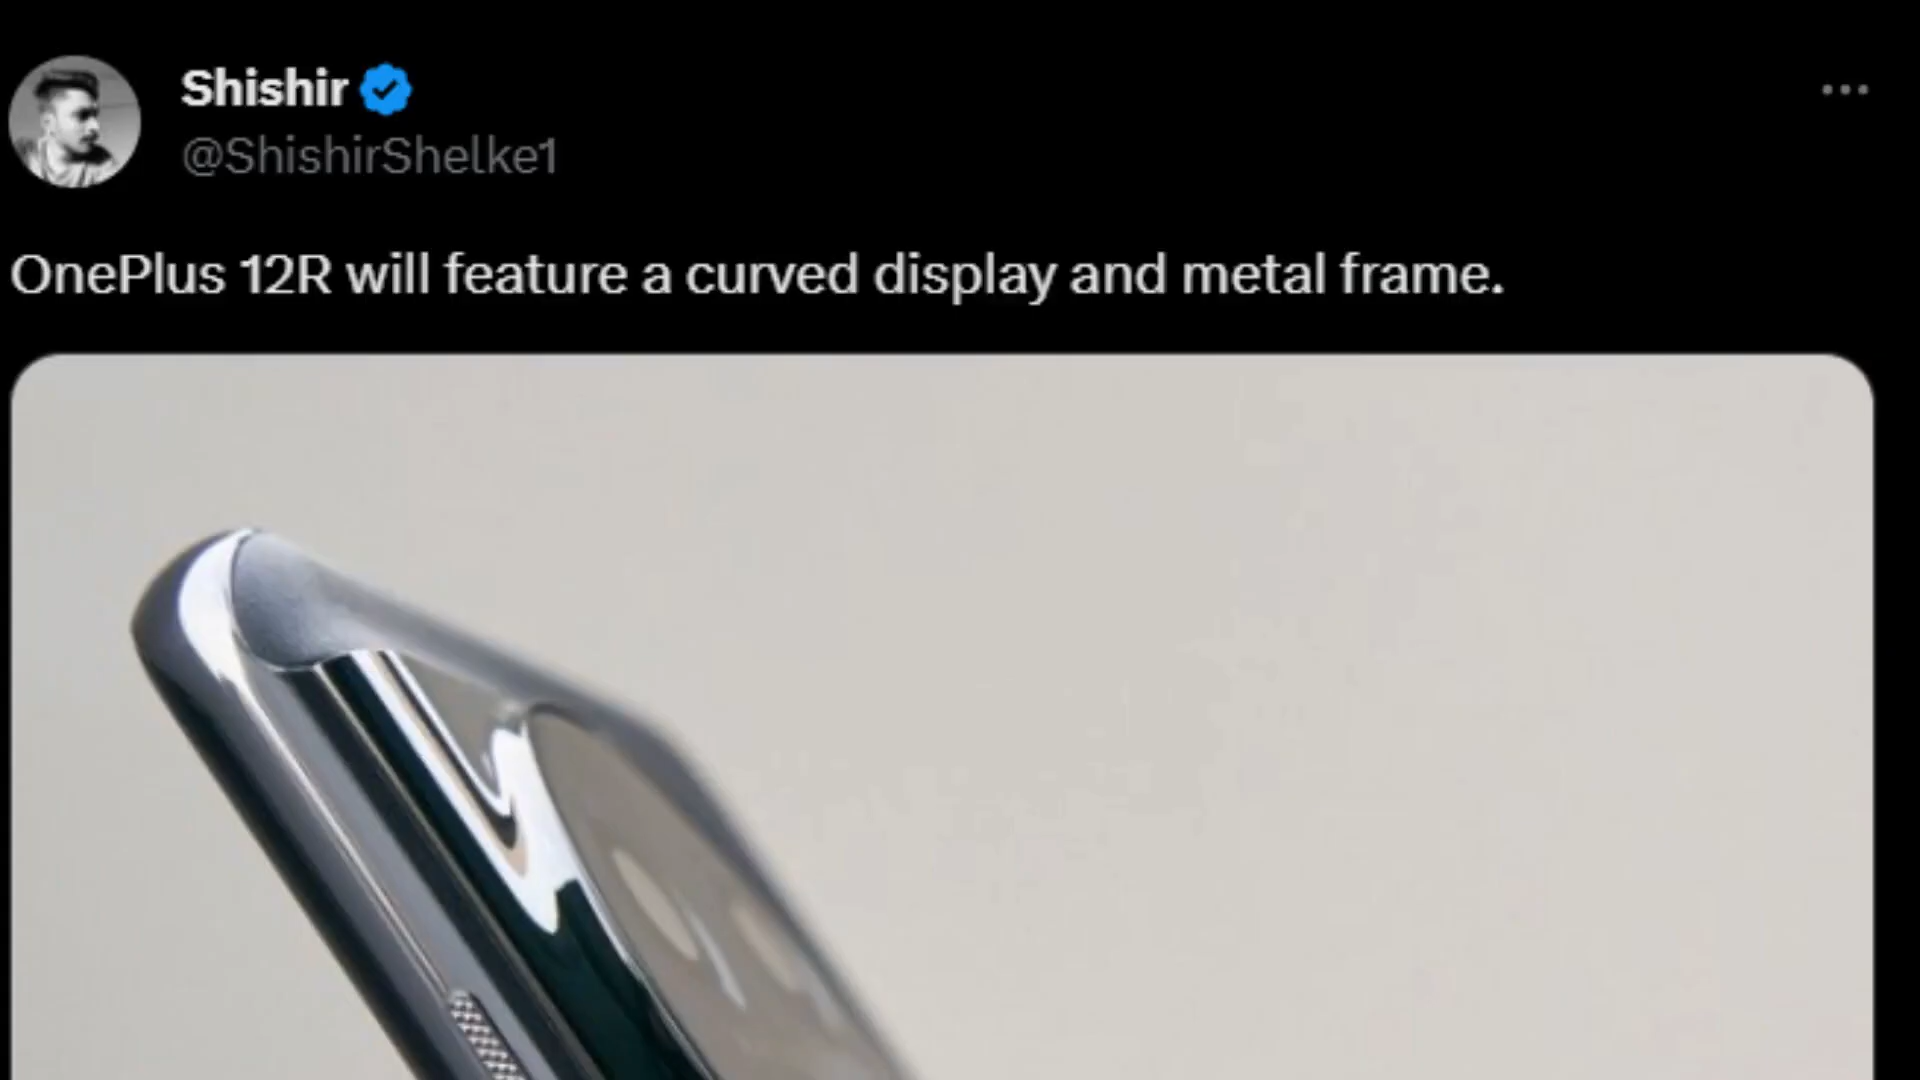 Shishir
@ShishirShelke1
OnePlus 12R will feature a curved display and metal frame.